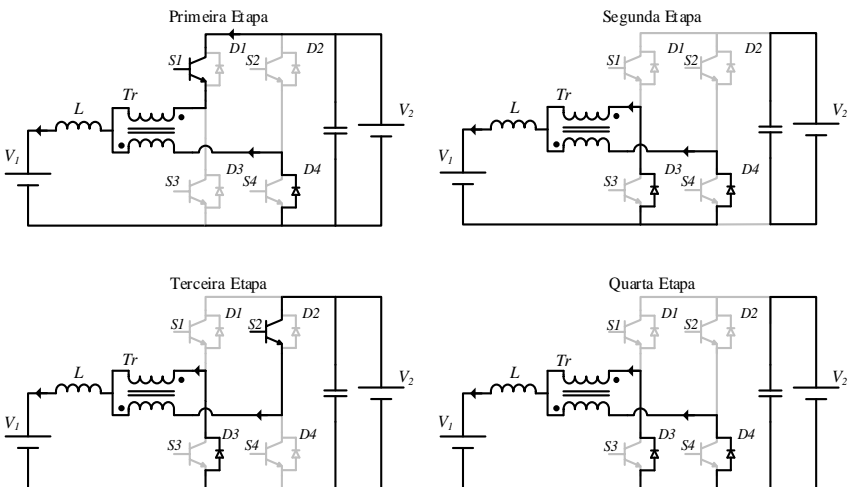 Primeira Etapa
S1 D1 S2 D2
L Tr V2
V1
S3 D3 S4 D4
Segunda Etapa
S1 D1 S2 D2
L Tr V2
V1
S3 D3 S4 D4
Terceira Etapa
S1 D1 S2 D2
L Tr V2
V1
S3 D3 S4 D4
Quarta Etapa
S1 D1 S2 D2
L Tr V2
V1
S3 D3 S4 D4